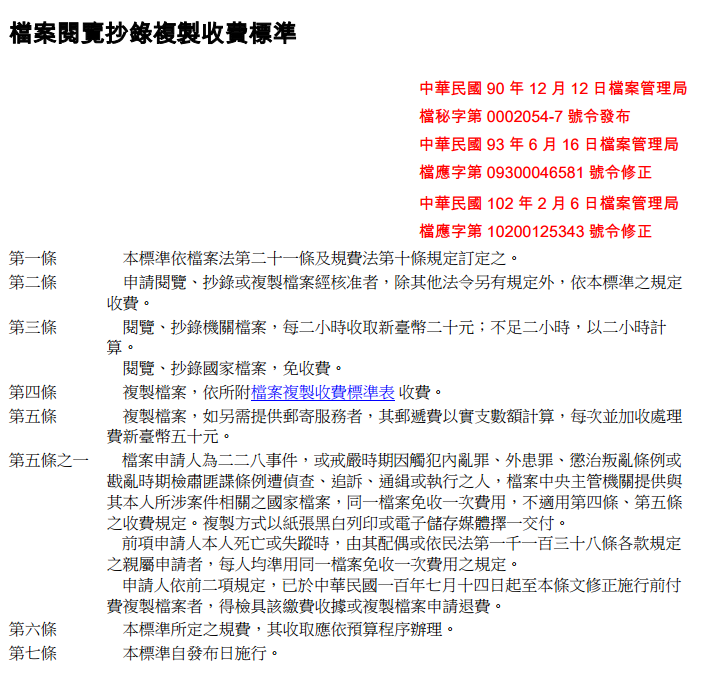 檔案閱覽抄錄複製收費標準
中華民國 90 年 12 月 12 日檔案管理局
檔秘字第 0002054-7 號令發布
中華民國 93 年 6 月 16 日檔案管理局
檔應字第 09300046581 號令修正
中華民國 102 年 2 月 6 日檔案管理局
檔應字第 10200125343 號令修正
第一條 本標準依檔案法第二十一條及規費法第十條規定訂定之。
第二條 申請閱覽、抄錄或複製檔案經核准者，除其他法令另有規定外，依本標準之規定
收費。
第三條 閱覽、抄錄機關檔案，每二小時收取新臺幣二十元；不足二小時，以二小時計
算。
閱覽、抄錄國家檔案，免收費。
第四條 複製檔案，依所附檔案複製收費標準表 收費。
第五條 複製檔案，如另需提供郵寄服務者，其郵遞費以實支數額計算，每次並加收處理
費新臺幣五十元。
第五條之一 檔案申請人為二二八事件，或戒嚴時期因觸犯內亂罪、外患罪、懲治叛亂條例或
戡亂時期檢肅匪諜條例遭偵查、追訴、通緝或執行之人，檔案中央主管機關提供與
其本人所涉案件相關之國家檔案，同一檔案免收一次費用，不適用第四條、第五條
之收費規定。複製方式以紙張黑白列印或電子儲存媒體擇一交付。
前項申請人本人死亡或失蹤時，由其配偶或依民法第一千一百三十八條各款規定
之親屬申請者，每人均準用同一檔案免收一次費用之規定。
申請人依前二項規定，已於中華民國一百年七月十四日起至本條文修正施行前付
費複製檔案者，得檢具該繳費收據或複製檔案申請退費。
第六條 本標準所定之規費，其收取應依預算程序辦理。
第七條 本標準自發布日施行。